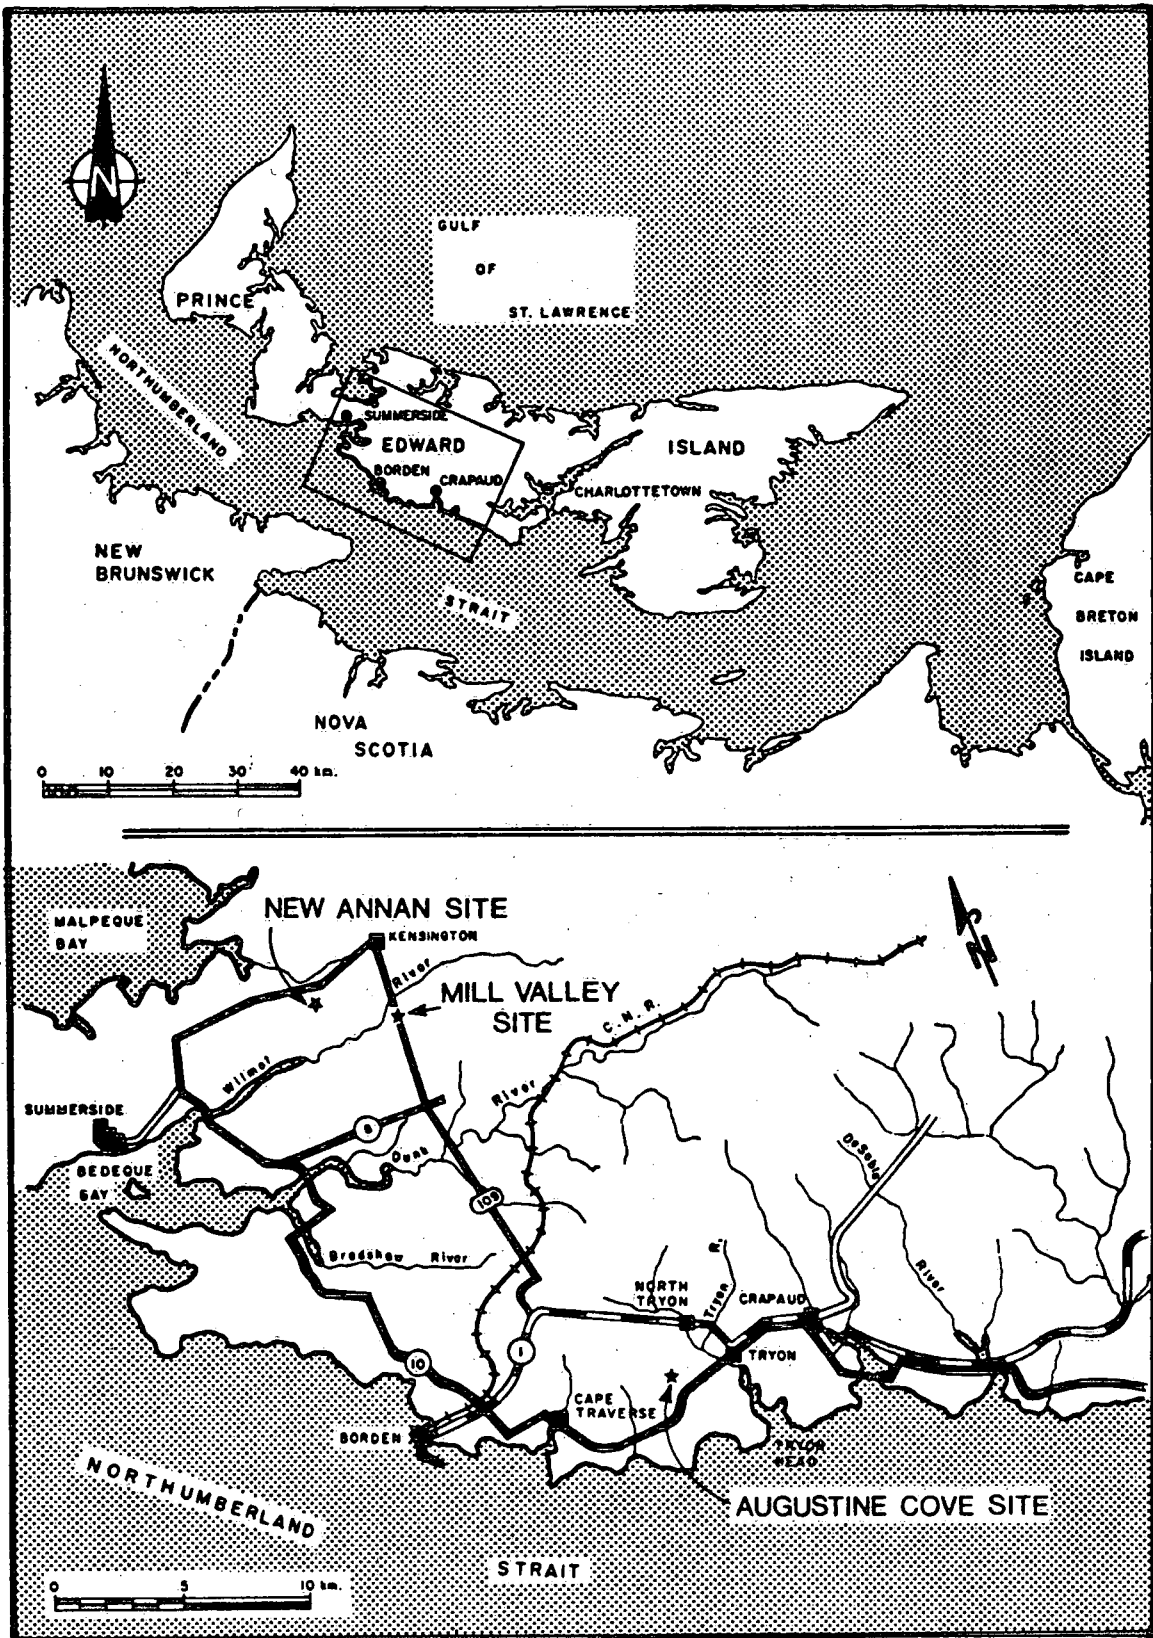 N
GULF
OF
ST. LAWRENCE
PRINCE
NORTHUMBERLAND
SUMMERSIDE
EDWARD
ISLAND
BORDEN
CRAPAUD
CHARLOTTETOWN
NEW
BRUNSWICK
STRAIT
CAPE
BRETON
ISLAND
NOVA
SCOTIA
0 10 20 30 40 km.
MALPEQUE
BAY
NEW ANNAN SITE
KENSINGTON
River
MILL VALLEY
SITE
N
C. N. R.
Wilmot
River
SUMMERSIDE
8
Dunk
DeSable
BEDEQUE
BAY
109
Bradshaw River
R.
Tryon
NORTH
TRYON
CRAPAUD
River
1
TRYON
10
CAPE
TRAVERSE
BORDEN
TRYON
HEAD
NORTHUMBERLAND
AUGUSTINE COVE SITE
STRAIT
0 5 10 km.